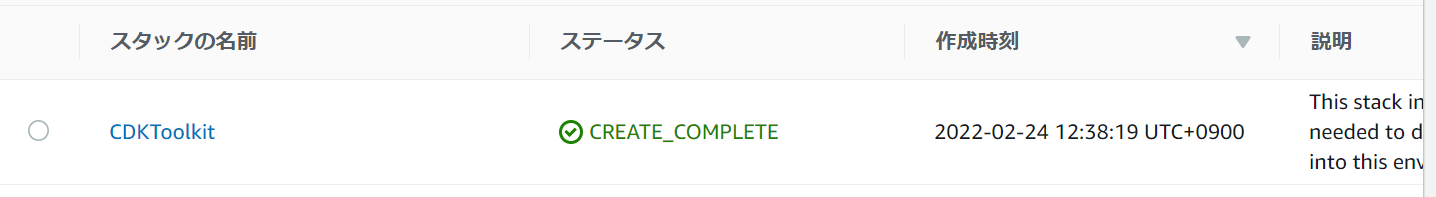 スタックの名前 ステータス 作成時刻 説明
CDKToolkit CREATE_COMPLETE 2022-02-24 12:38:19 UTC+0900 This stack in
needed to d
into this env